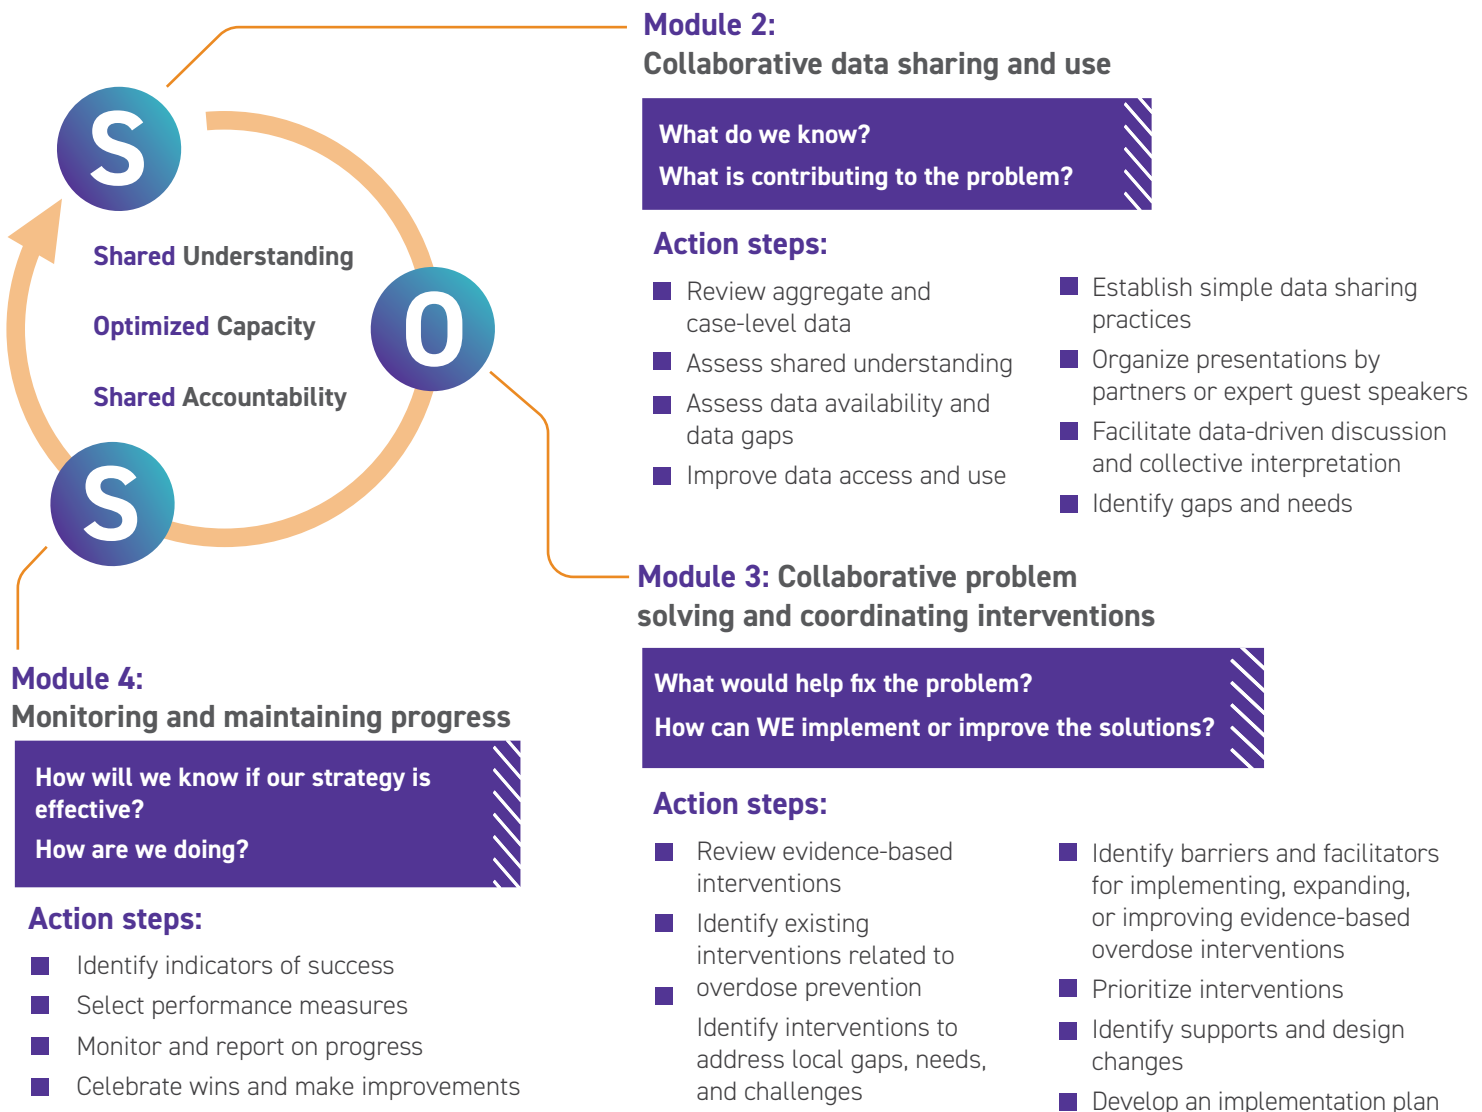 S
Shared Understanding
Optimized Capacity
Shared Accountability
O
S
Module 2:
Collaborative data sharing and use
What do we know?
What is contributing to the problem?
Action steps:
Review aggregate and
case-level data
Assess shared understanding
Assess data availability and
data gaps
Improve data access and use
Establish simple data sharing
practices
Organize presentations by
partners or expert guest speakers
Facilitate data-driven discussion
and collective interpretation
Identify gaps and needs
Module 3: Collaborative problem
solving and coordinating interventions
What would help fix the problem?
How can WE implement or improve the solutions?
Action steps:
Review evidence-based
interventions
Identify existing
interventions related to
overdose prevention
Identify interventions to
address local gaps, needs,
and challenges
Identify barriers and facilitators
for implementing, expanding,
or improving evidence-based
overdose interventions
Prioritize interventions
Identify supports and design
changes
Develop an implementation plan
Module 4:
Monitoring and maintaining progress
How will we know if our strategy is
effective?
How are we doing?
Action steps:
Identify indicators of success
Select performance measures
Monitor and report on progress
Celebrate wins and make improvements